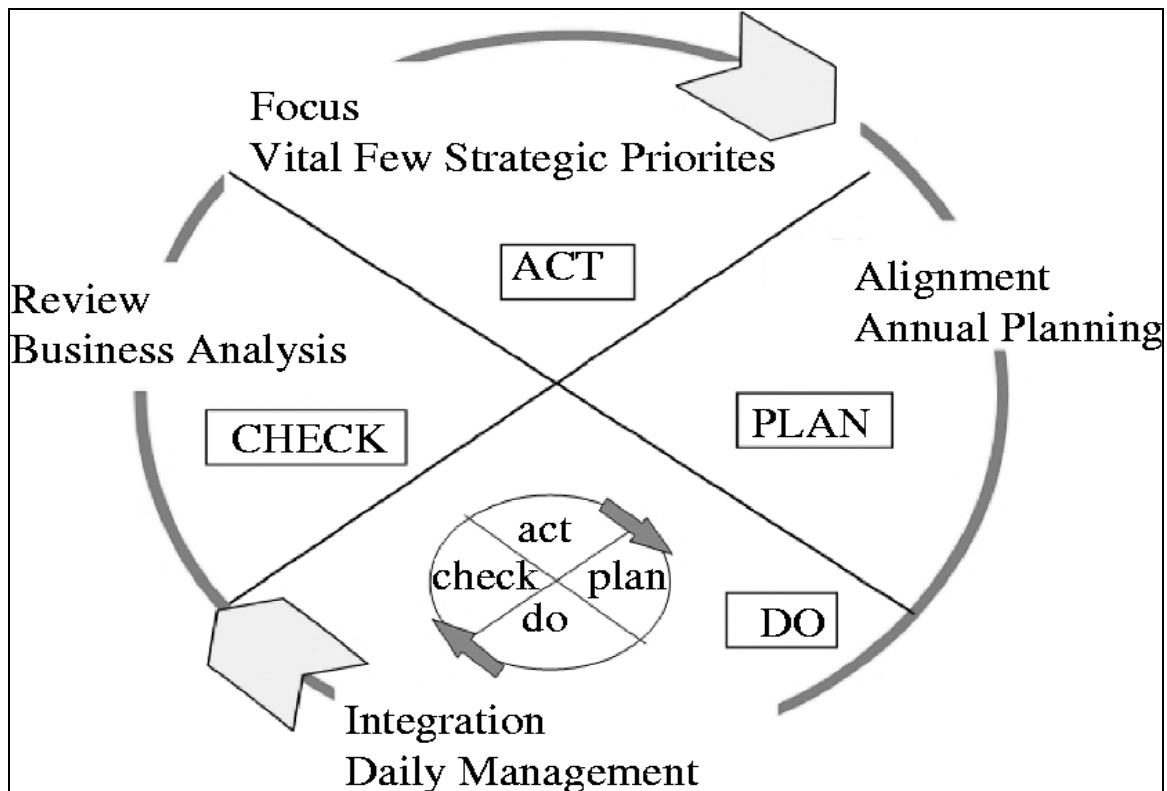 Focus
Vital Few Strategic Priorites
ACT
Alignment
Annual Planning
Review
Business Analysis
PLAN
CHECK
act
check
plan
do
DO
Integration
Daily Management